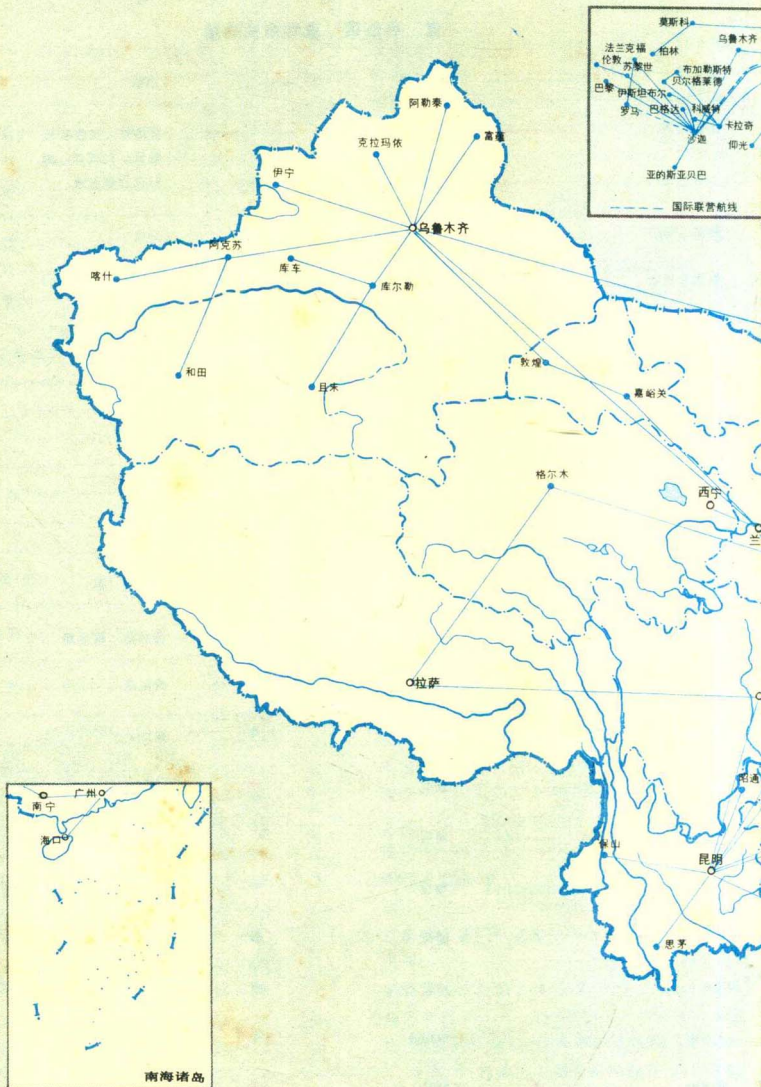 莫斯科
乌鲁木齐
法兰克福
柏林
伦敦
苏黎世
布加勒斯特
贝尔格莱德
巴黎
伊斯坦布尔
罗马
巴格达
科威特
卡拉奇
沙迦
仰光
亚的斯亚贝巴
国际联营航线
阿勒泰
富蕴
克拉玛依
伊宁
乌鲁木齐
阿克苏
库车
喀什
库尔勒
和田
且末
敦煌
嘉峪关
格尔木
西宁
兰
拉萨
昭通
保山
昆明
思茅
南宁
广州
海口
南海诸岛